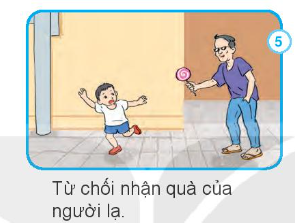 5
Từ chối nhận quà của
người lạ.